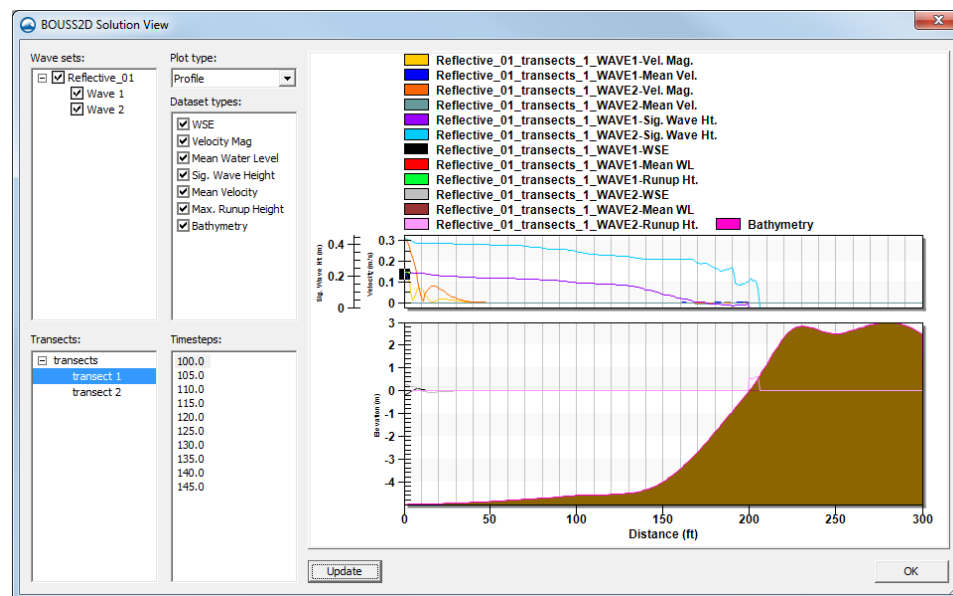 BOUSS2D Solution View
Wave sets:
Reflective_01
Wave 1
Wave 2
Plot type:
Profile
Dataset types:
WSE
Velocity Mag
Mean Water Level
Sig. Wave Height
Mean Velocity
Max. Runup Height
Bathymetry
Transects:
transects
transect 1
transect 2
Timesteps:
100.0
105.0
110.0
115.0
120.0
125.0
130.0
135.0
140.0
145.0
Reflective_01_transects_1_WAVE1-Vel. Mag.
Reflective_01_transects_1_WAVE1-Mean Vel.
Reflective_01_transects_1_WAVE2-Vel. Mag.
Reflective_01_transects_1_WAVE2-Mean Vel.
Reflective_01_transects_1_WAVE1-Sig. Wave Ht.
Reflective_01_transects_1_WAVE2-Sig. Wave Ht.
Reflective_01_transects_1_WAVE1-WSE
Reflective_01_transects_1_WAVE1-Mean WL
Reflective_01_transects_1_WAVE1-Runup Ht.
Reflective_01_transects_1_WAVE2-WSE
Reflective_01_transects_1_WAVE2-Mean WL
Reflective_01_transects_1_WAVE2-Runup Ht. Bathymetry
Sig. Wave Ht (m)
0.4
0.2
0
Velocity (m/s)
0.3
0.2
0.1
0
Elevation (m)
3
2
1
0
-1
-2
-3
-4
0 50 100 150 200 250 300
Distance (ft)
Update
OK